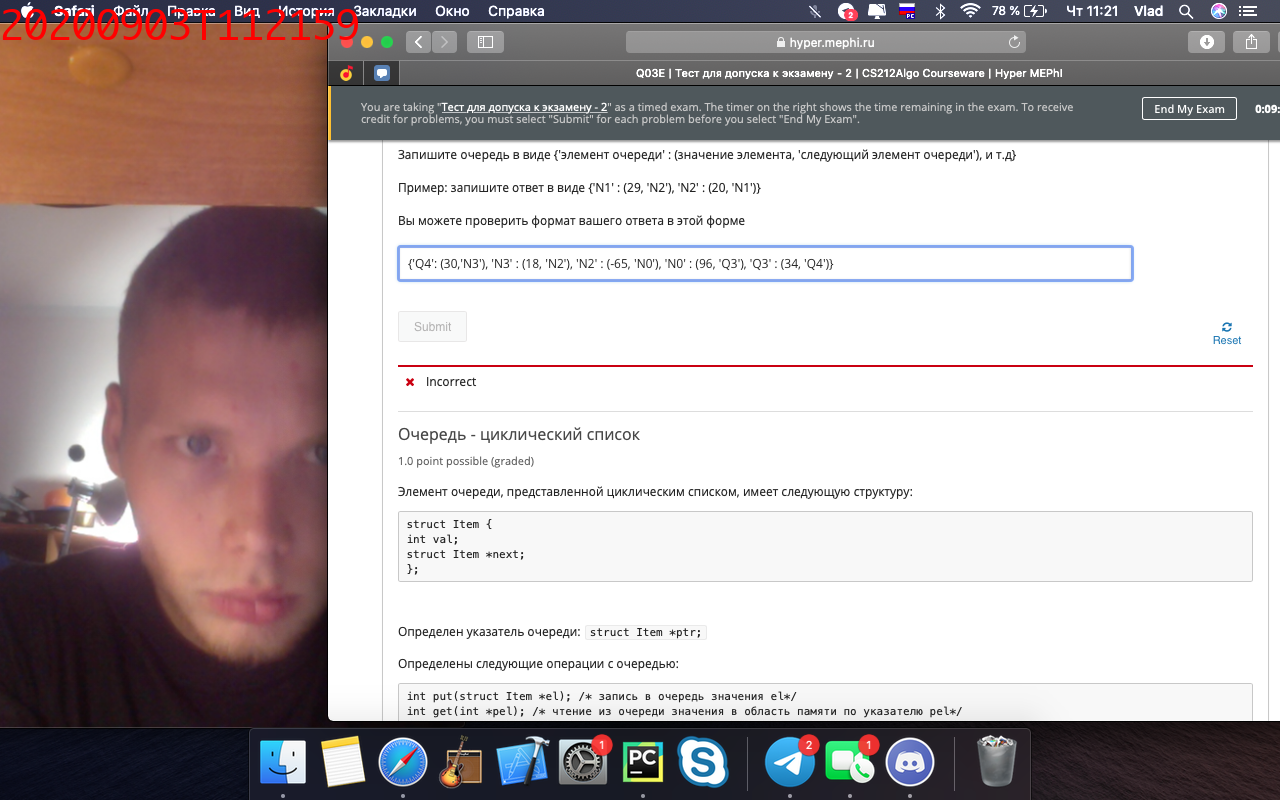 Safari Файл Правка Вид История Закладки Окно Справка 2 РС 78 % Чт 11:21 Vlad
20200903T112159
hyper.mephi.ru
Q03E | Тест для допуска к экзамену - 2 | CS212Algo Courseware | Hyper MEPhI
You are taking "Тест для допуска к экзамену - 2" as a timed exam. The timer on the right shows the time remaining in the exam. To receive
credit for problems, you must select "Submit" for each problem before you select "End My Exam".
End My Exam
0:09:
Запишите очередь в виде {'элемент очереди' : (значение элемента, 'следующий элемент очереди'), и т.д}
Пример: запишите ответ в виде {'N1' : (29, 'N2'), 'N2' : (20, 'N1')}
Вы можете проверить формат вашего ответа в этой форме
{'Q4': (30,'N3'), 'N3' : (18, 'N2'), 'N2' : (-65, 'N0'), 'N0' : (96, 'Q3'), 'Q3' : (34, 'Q4')}
Submit
Reset
Incorrect
Очередь - циклический список
1.0 point possible (graded)
Элемент очереди, представленной циклическим списком, имеет следующую структуру:
struct Item {
int val;
struct Item *next;
};
Определен указатель очереди: struct Item *ptr;
Определены следующие операции с очередью:
int put(struct Item *el); /* запись в очередь значения el*/
int get(int *pel); /* чтение из очереди значения в область памяти по указателю pel*/
1 PC 2 1